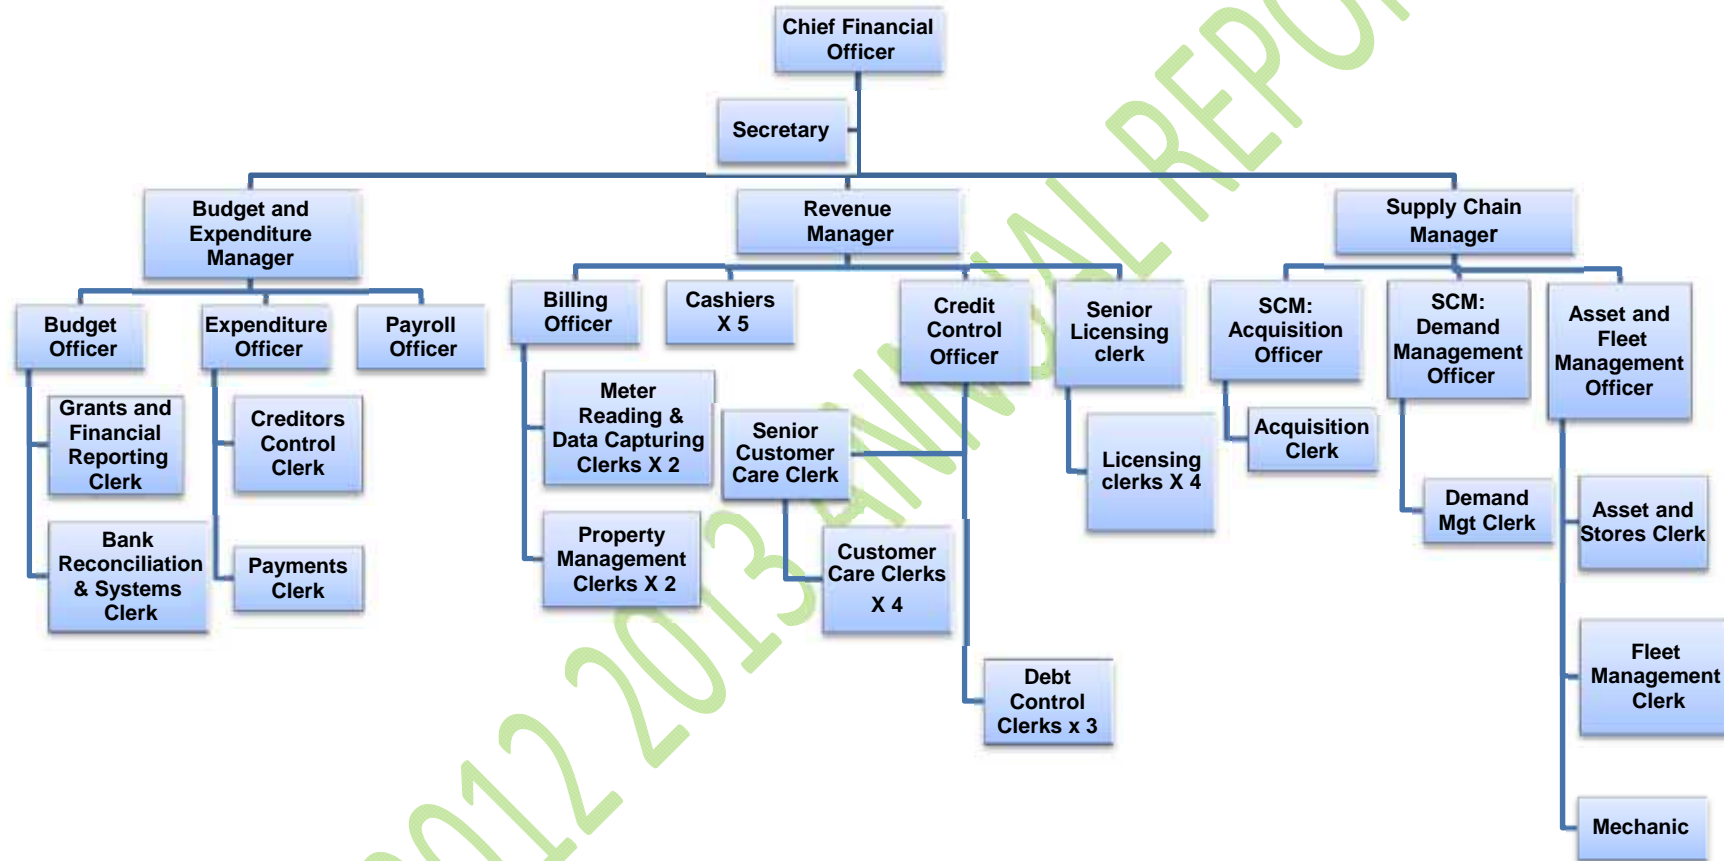 Chief Financial
Officer
Secretary
Budget and
Expenditure
Manager
Revenue
Manager
Supply Chain
Manager
Budget
Officer
Expenditure
Officer
Payroll
Officer
Billing
Officer
Cashiers
X 5
Credit
Control
Officer
Senior
Licensing
clerk
SCM:
Acquisition
Officer
SCM:
Demand
Management
Officer
Asset and
Fleet
Management
Officer
Grants and
Financial
Reporting
Clerk
Creditors
Control
Clerk
Meter
Reading &
Data Capturing
Clerks X 2
Senior
Customer
Care Clerk
Licensing
clerks X 4
Acquisition
Clerk
Bank
Reconciliation
& Systems
Clerk
Payments
Clerk
Property
Management
Clerks X 2
Customer
Care Clerks
X 4
Demand
Mgt Clerk
Asset and
Stores Clerk
Debt
Control
Clerks x 3
Fleet
Management
Clerk
Mechanic
2012 2013 ANNUAL REPO